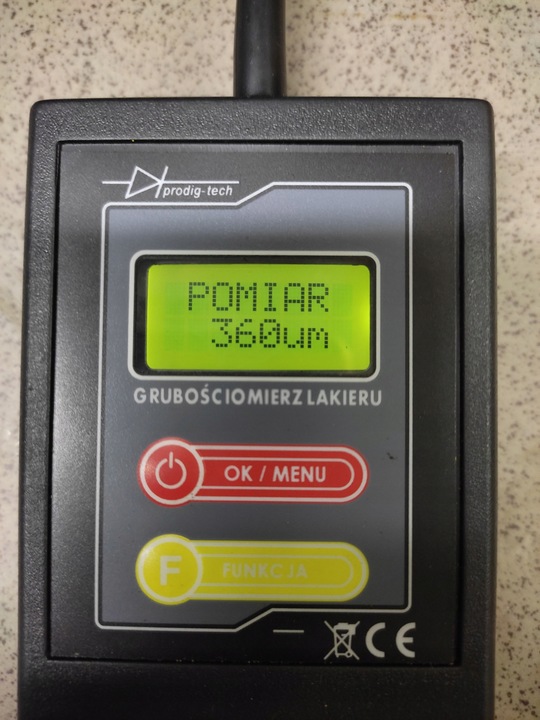 prodig-tech
POMIAR
360um
GRUBOŚCIOMIERZ LAKIERU
OK / MENU
F FUNKCJA
CE